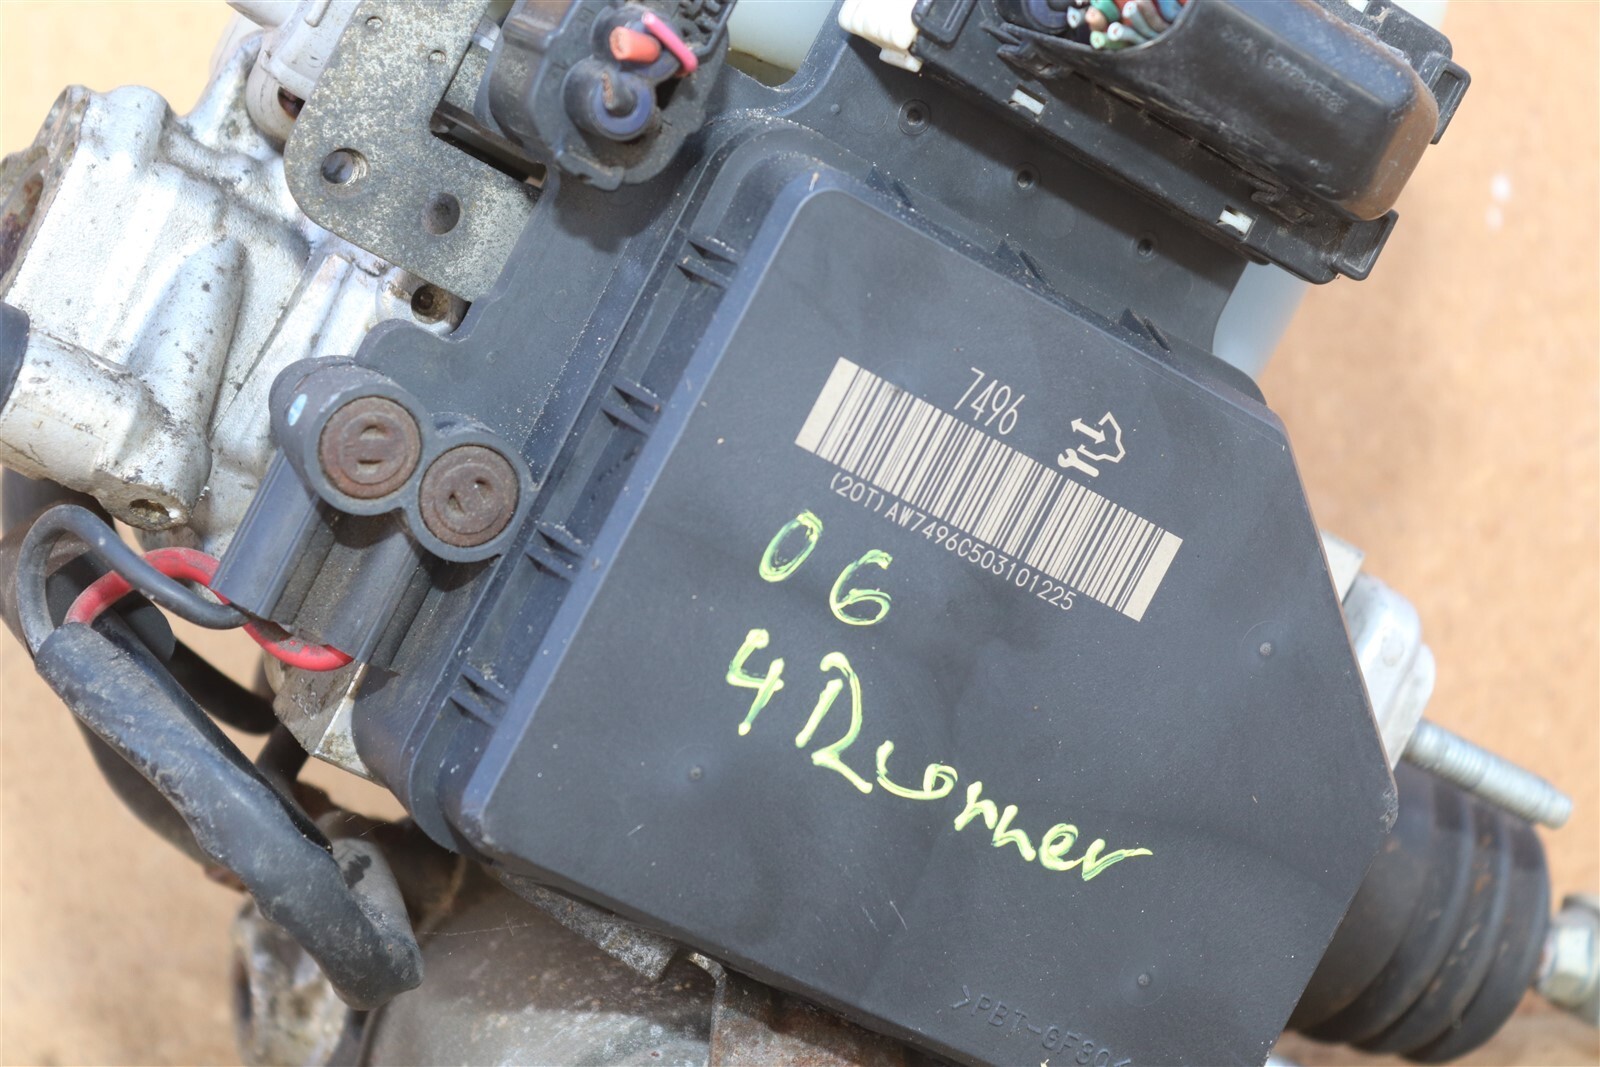 7496
(20T)AW7496C503101225
06
4Runner
>PBT-GF30<